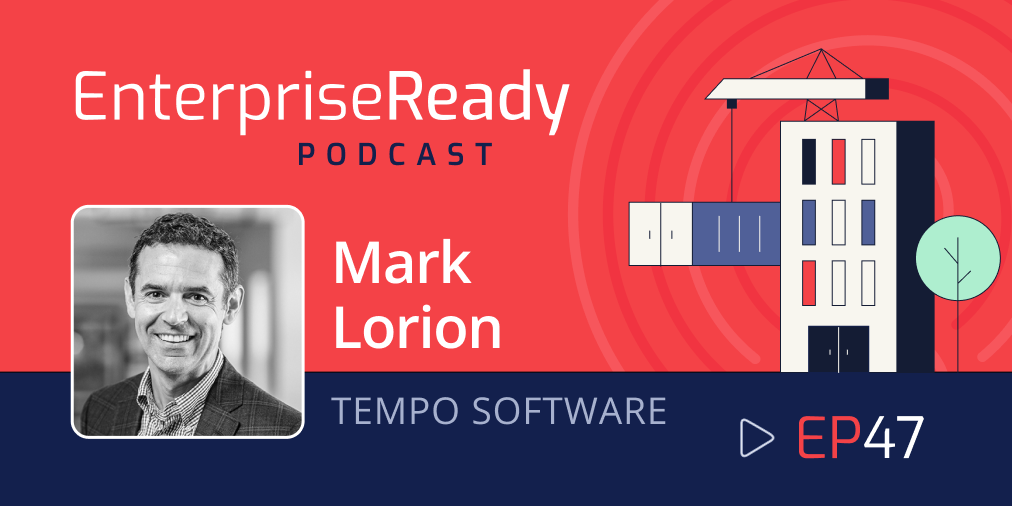 EnterpriseReady
PODCAST
Mark
Lorion
TEMPO SOFTWARE
EP47